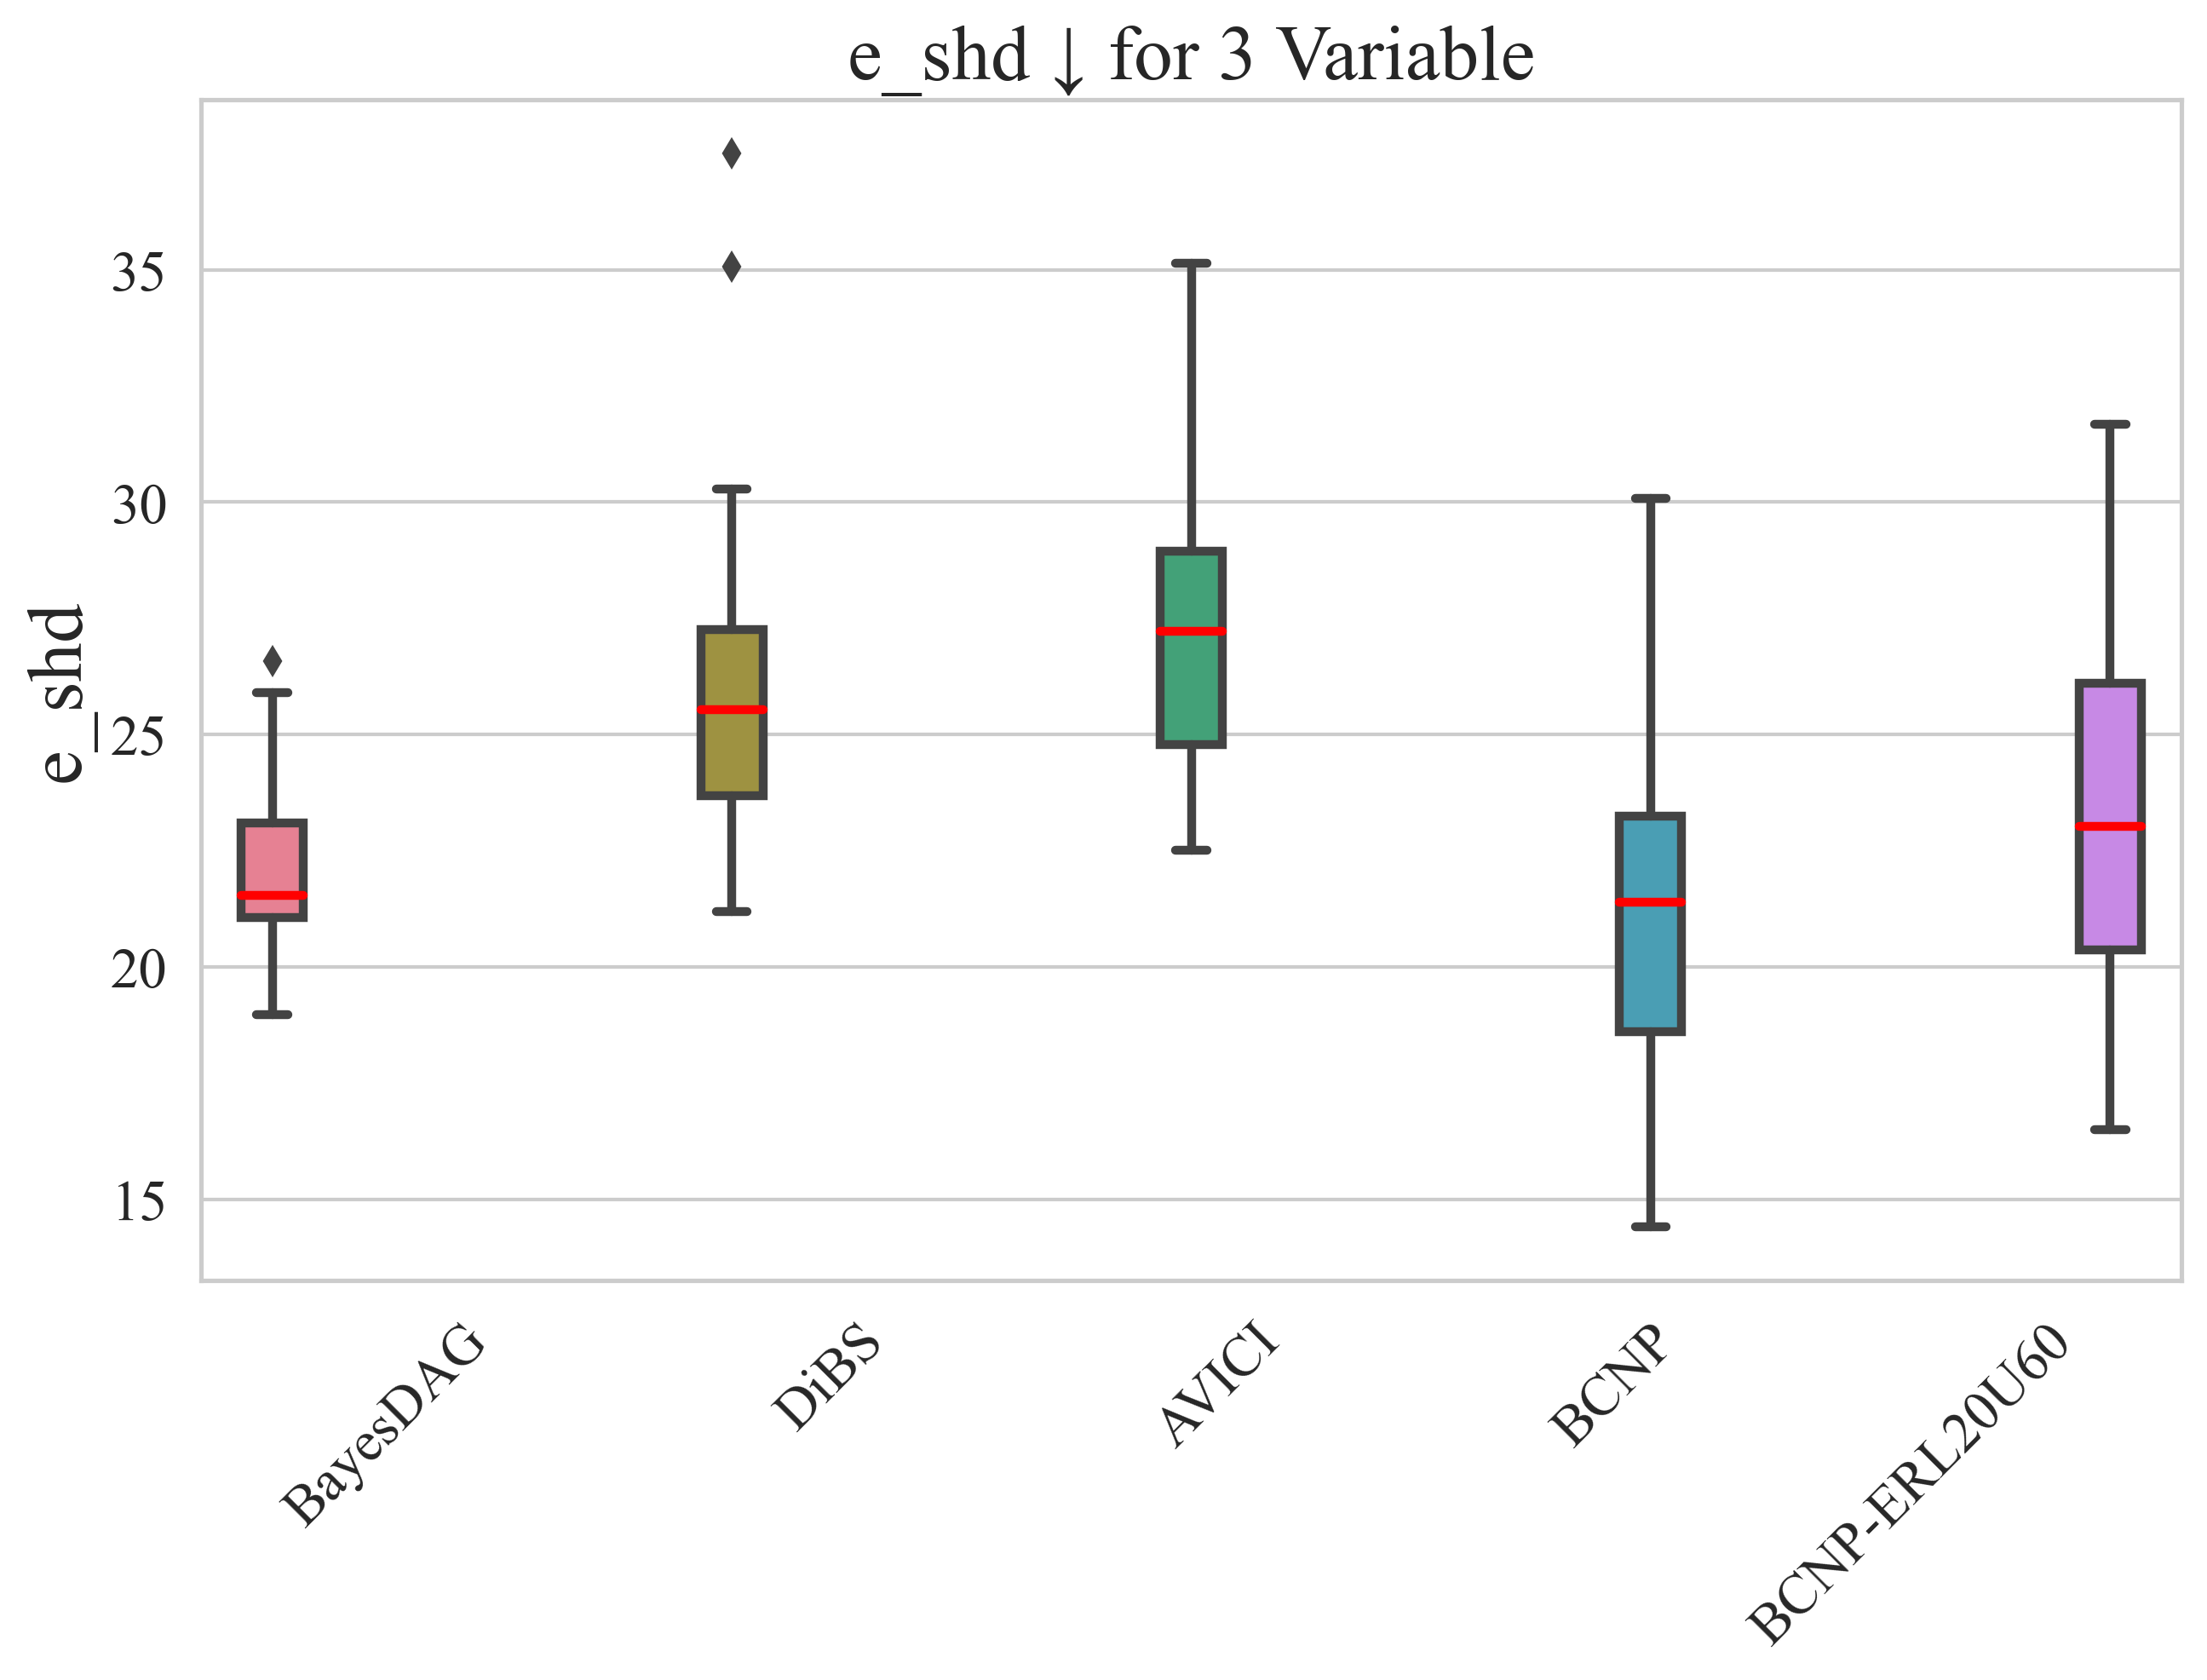 e_shd ↓ for 3 Variable
e_shd
35
30
25
20
15
BayesDAG
DiBS
AVICI
BCNP
BCNP-ERL20U60